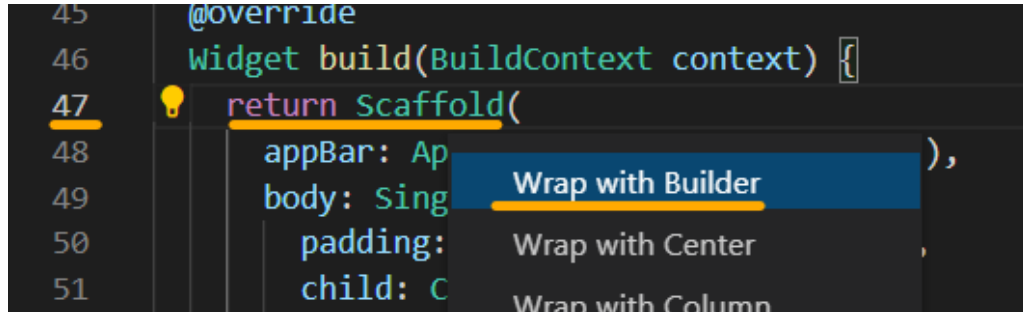 45 @override
46 Widget build(BuildContext context) {
47 return Scaffold(
48 appBar: Ap ),
49 body: Sing
50 padding: ,
51 child: C
Wrap with Builder
Wrap with Center
Wrap with Column